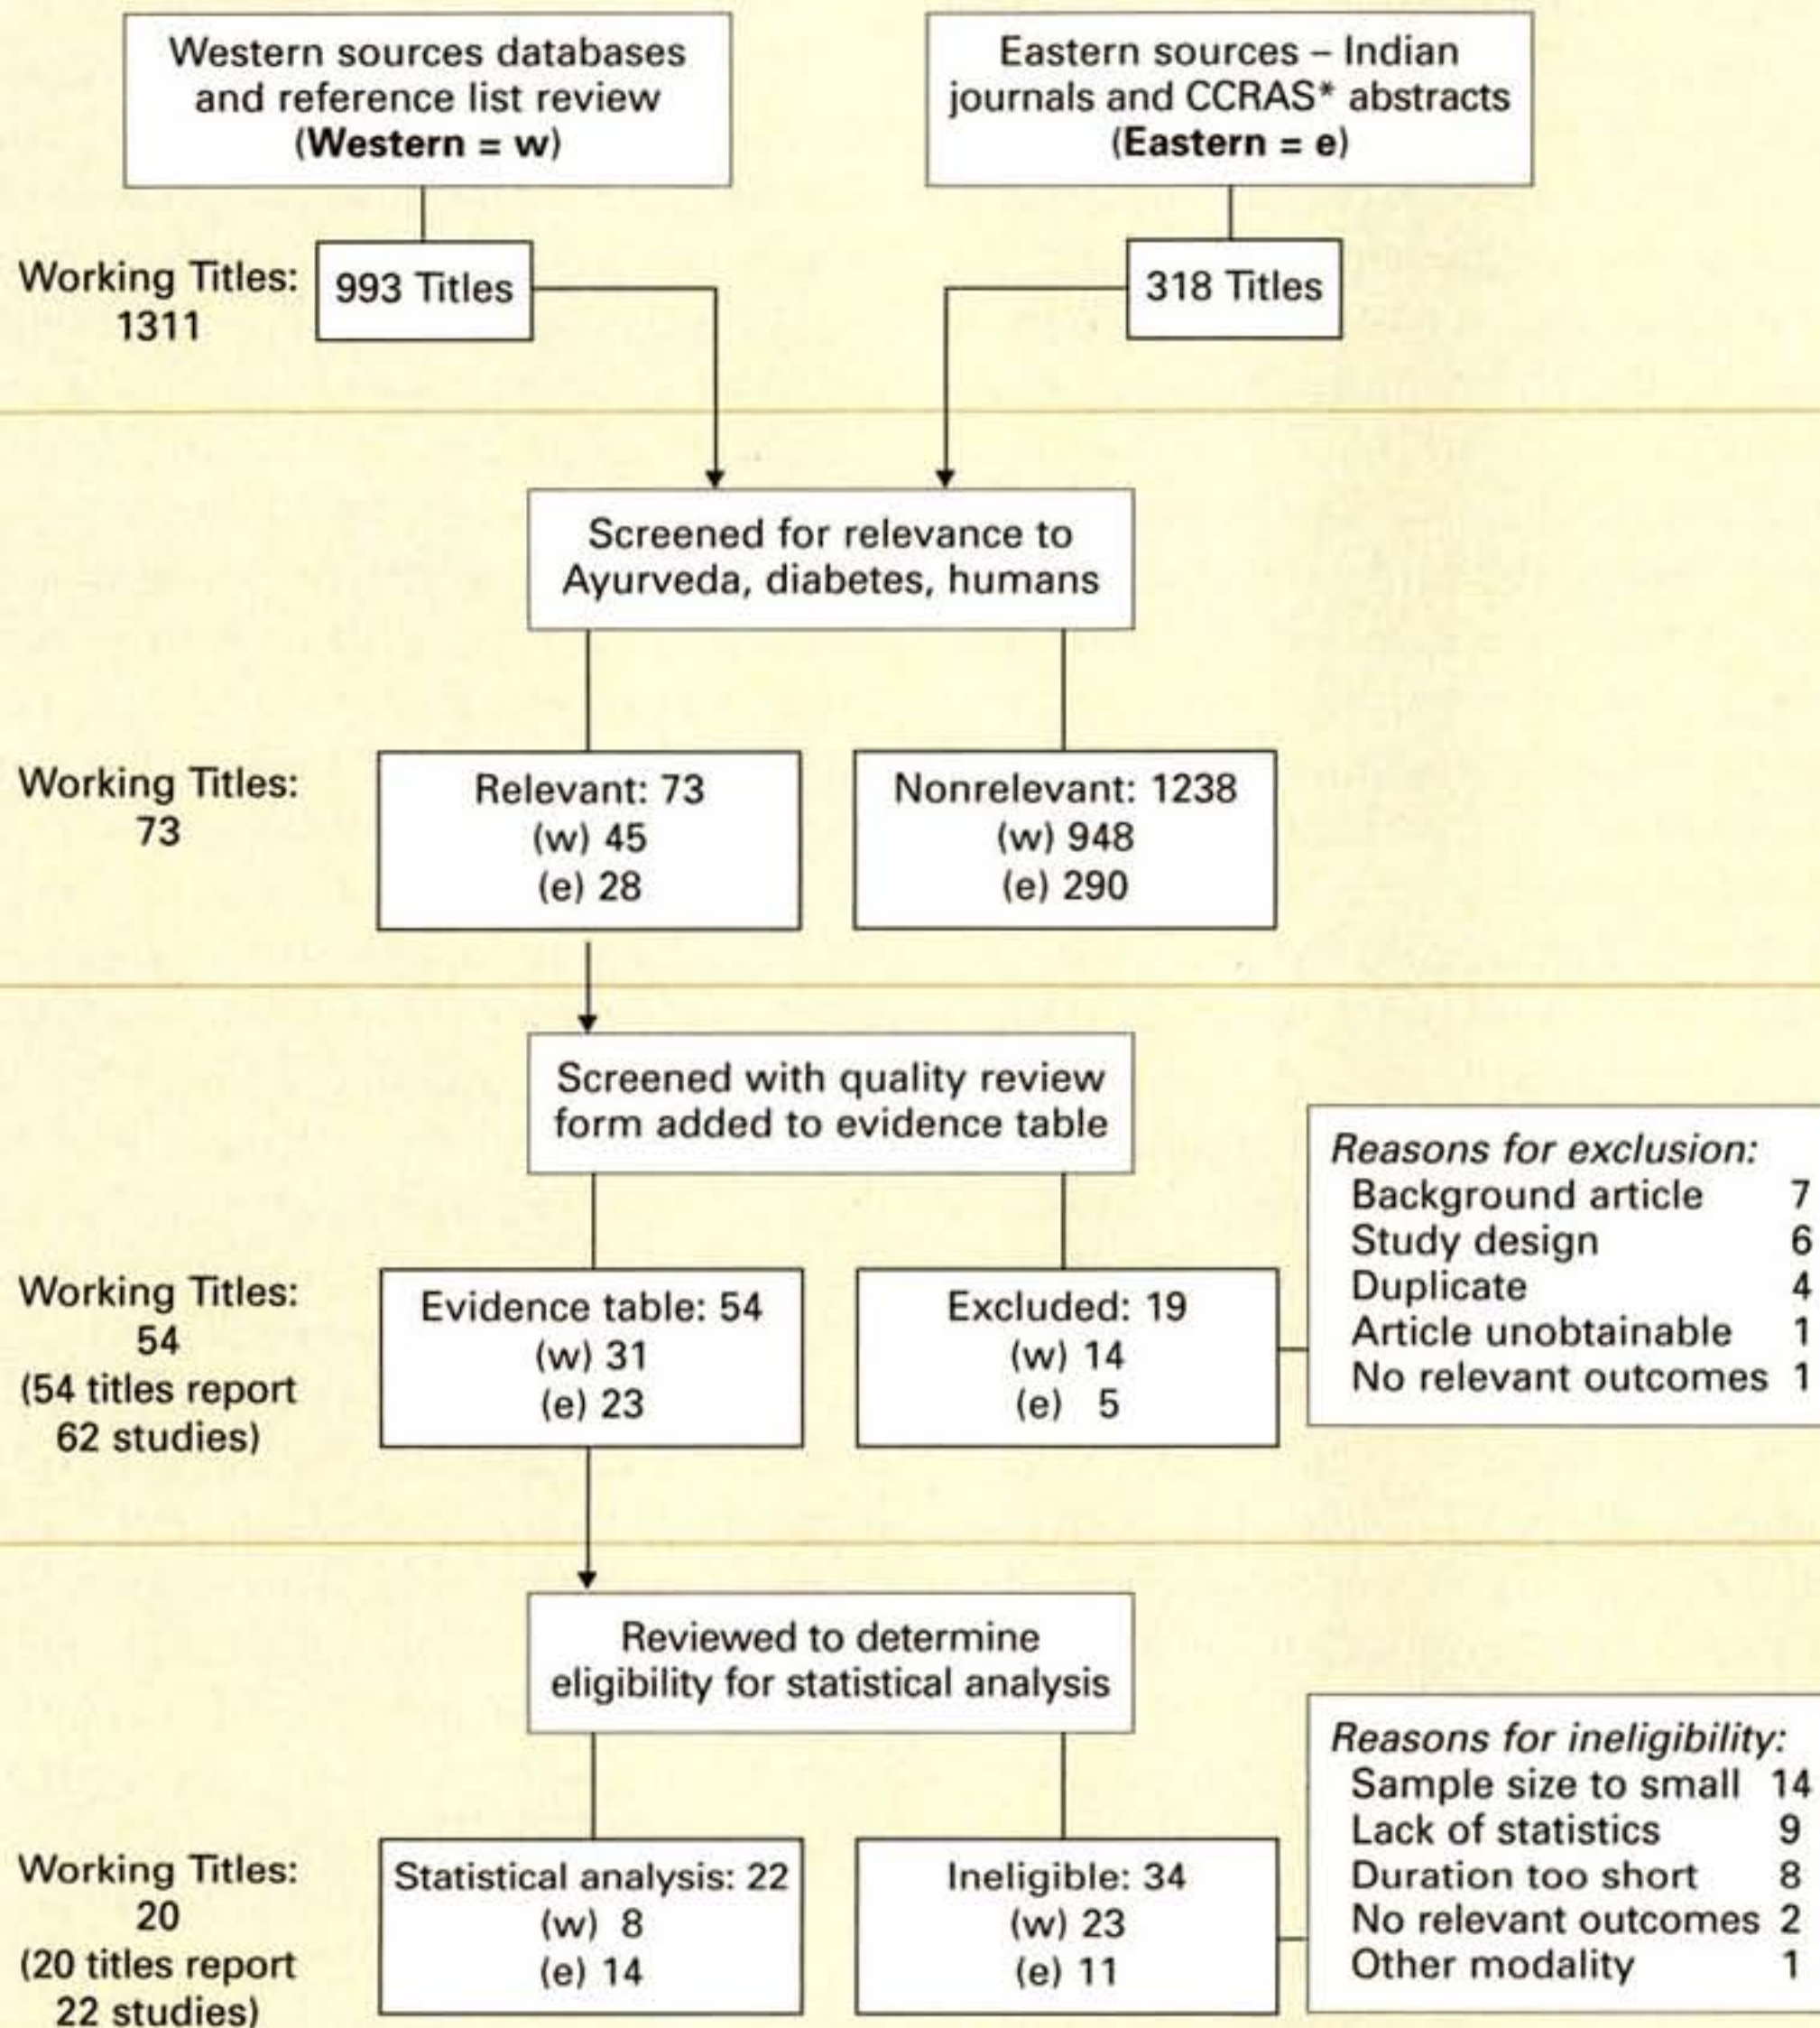 Western sources databases
and reference list review
(Western = w)
Eastern sources – Indian
journals and CCRAS* abstracts
(Eastern = e)
Working Titles:
1311
993 Titles
318 Titles
Screened for relevance to
Ayurveda, diabetes, humans
Working Titles:
73
Relevant: 73
(w) 45
(e) 28
Nonrelevant: 1238
(w) 948
(e) 290
Screened with quality review
form added to evidence table
Working Titles:
54
(54 titles report
62 studies)
Evidence table: 54
(w) 31
(e) 23
Excluded: 19
(w) 14
(e) 5
Reasons for exclusion:
Background article 7
Study design 6
Duplicate 4
Article unobtainable 1
No relevant outcomes 1
Reviewed to determine
eligibility for statistical analysis
Working Titles:
20
(20 titles report
22 studies)
Statistical analysis: 22
(w) 8
(e) 14
Ineligible: 34
(w) 23
(e) 11
Reasons for ineligibility:
Sample size to small 14
Lack of statistics 9
Duration too short 8
No relevant outcomes 2
Other modality 1